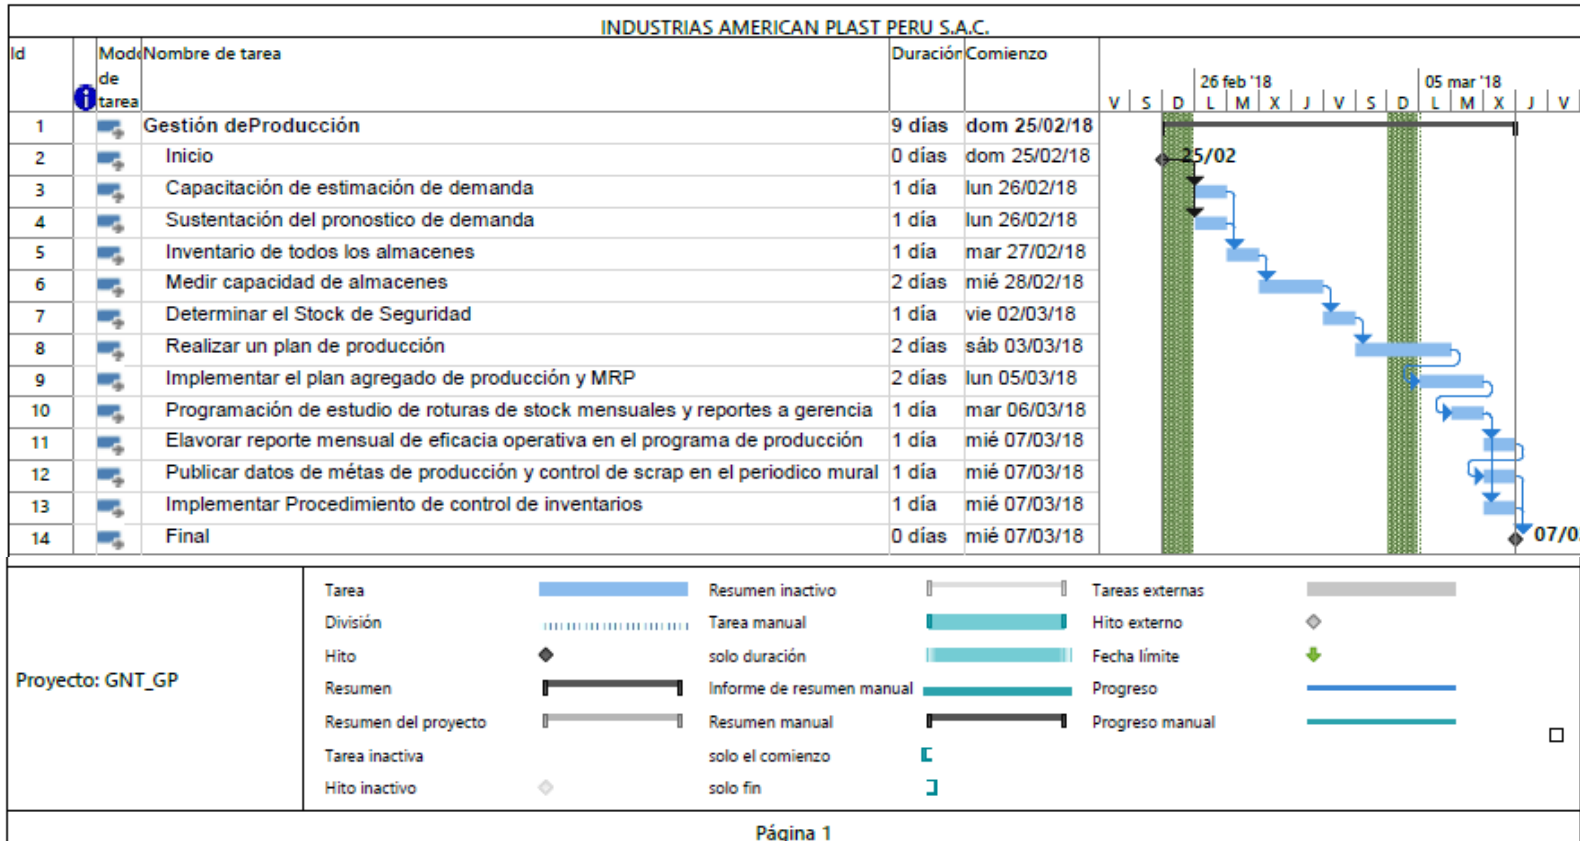 INDUSTRIAS AMERICAN PLAST PERU S.A.C.
Id Modo de tarea Nombre de tarea Duración Comienzo
26 feb '18 05 mar '18
V S D L M X J V S D L M X J V
1 Gestión deProducción 9 días dom 25/02/18
2 Inicio 0 días dom 25/02/18 25/02
3 Capacitación de estimación de demanda 1 día lun 26/02/18
4 Sustentación del pronostico de demanda 1 día lun 26/02/18
5 Inventario de todos los almacenes 1 día mar 27/02/18
6 Medir capacidad de almacenes 2 días mié 28/02/18
7 Determinar el Stock de Seguridad 1 día vie 02/03/18
8 Realizar un plan de producción 2 días sáb 03/03/18
9 Implementar el plan agregado de producción y MRP 2 días lun 05/03/18
10 Programación de estudio de roturas de stock mensuales y reportes a gerencia 1 día mar 06/03/18
11 Elavorar reporte mensual de eficacia operativa en el programa de producción 1 día mié 07/03/18
12 Publicar datos de métas de producción y control de scrap en el periodico mural 1 día mié 07/03/18
13 Implementar Procedimiento de control de inventarios 1 día mié 07/03/18
14 Final 0 días mié 07/03/18 07/0
Proyecto: GNT_GP
Tarea Resumen inactivo Tareas externas
División Tarea manual Hito externo
Hito solo duración Fecha límite
Resumen Informe de resumen manual Progreso
Resumen del proyecto Resumen manual Progreso manual
Tarea inactiva solo el comienzo
Hito inactivo solo fin
Página 1